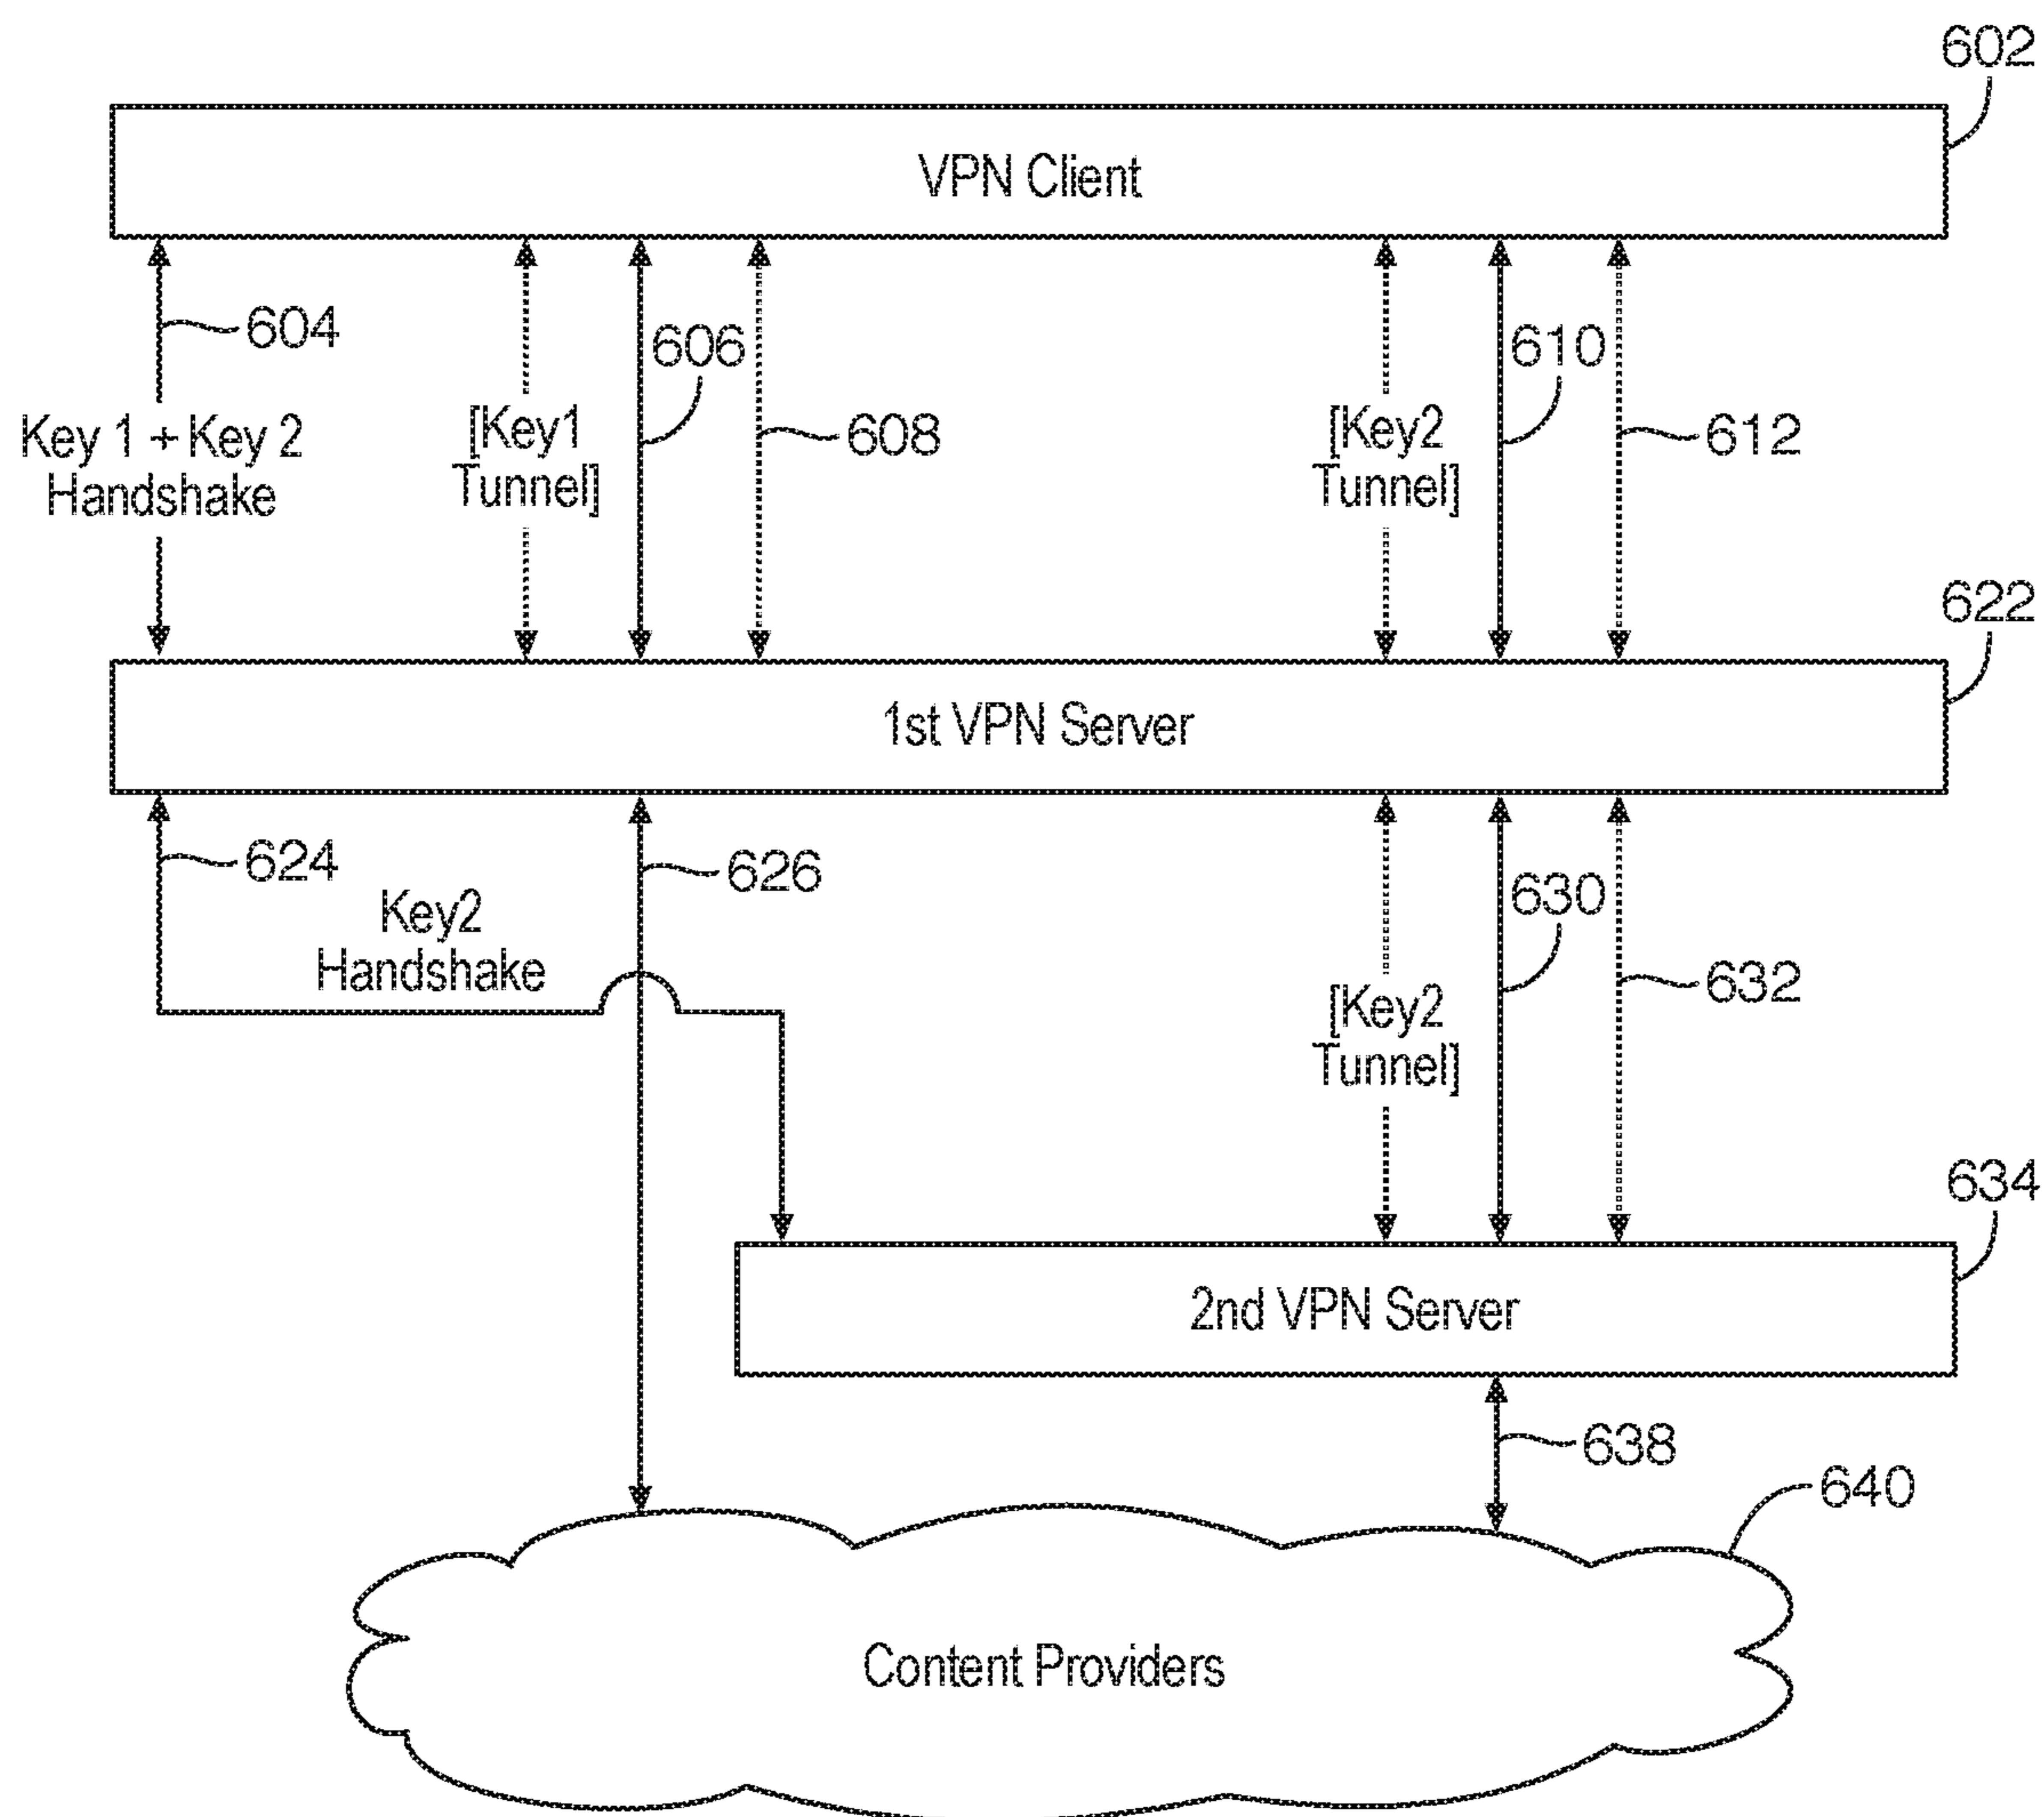 602
VPN Client
604
606
610
Key 1 + Key 2
Handshake
[Key1
Tunnel]
608
[Key2
Tunnel]
612
622
1st VPN Server
624
626
630
Key2
Handshake
632
[Key2
Tunnel]
634
2nd VPN Server
638
640
Content Providers